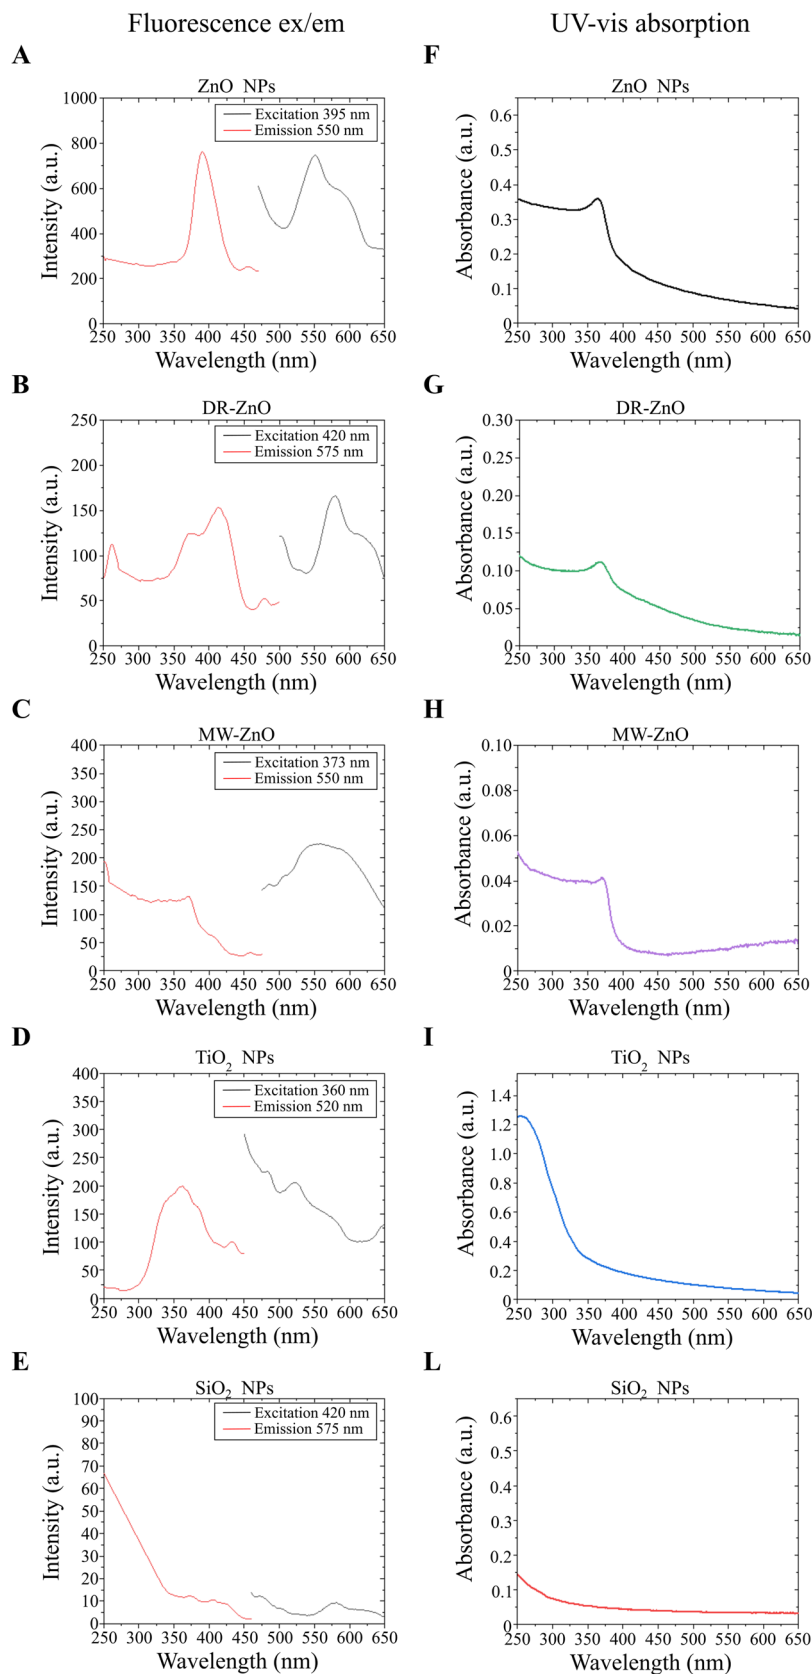 Fluorescence ex/em
UV-vis absorption
A
ZnO NPs
Excitation 395 nm
Emission 550 nm
Intensity (a.u.)
1000
800
600
400
200
0
250 300 350 400 450 500 550 600 650
Wavelength (nm)
F
ZnO NPs
Absorbance (a.u.)
0.6
0.5
0.4
0.3
0.2
0.1
0
250 300 350 400 450 500 550 600 650
Wavelength (nm)
B
DR-ZnO
Excitation 420 nm
Emission 575 nm
Intensity (a.u.)
250
200
150
100
50
0
250 300 350 400 450 500 550 600 650
Wavelength (nm)
G
DR-ZnO
Absorbance (a.u.)
0.30
0.25
0.20
0.15
0.10
0.05
0
250 300 350 400 450 500 550 600 650
Wavelength (nm)
C
MW-ZnO
Excitation 373 nm
Emission 550 nm
Intensity (a.u.)
400
350
300
250
200
150
100
50
0
250 300 350 400 450 500 550 600 650
Wavelength (nm)
H
MW-ZnO
Absorbance (a.u.)
0.10
0.08
0.06
0.04
0.02
0
250 300 350 400 450 500 550 600 650
Wavelength (nm)
D
TiO₂ NPs
Excitation 360 nm
Emission 520 nm
Intensity (a.u.)
400
350
300
250
200
150
100
50
0
250 300 350 400 450 500 550 600 650
Wavelength (nm)
I
TiO₂ NPs
Absorbance (a.u.)
1.4
1.2
1.0
0.8
0.6
0.4
0.2
0
250 300 350 400 450 500 550 600 650
Wavelength (nm)
E
SiO₂ NPs
Excitation 420 nm
Emission 575 nm
Intensity (a.u.)
100
90
80
70
60
50
40
30
20
10
0
250 300 350 400 450 500 550 600 650
Wavelength (nm)
L
SiO₂ NPs
Absorbance (a.u.)
0.6
0.5
0.4
0.3
0.2
0.1
0
250 300 350 400 450 500 550 600 650
Wavelength (nm)